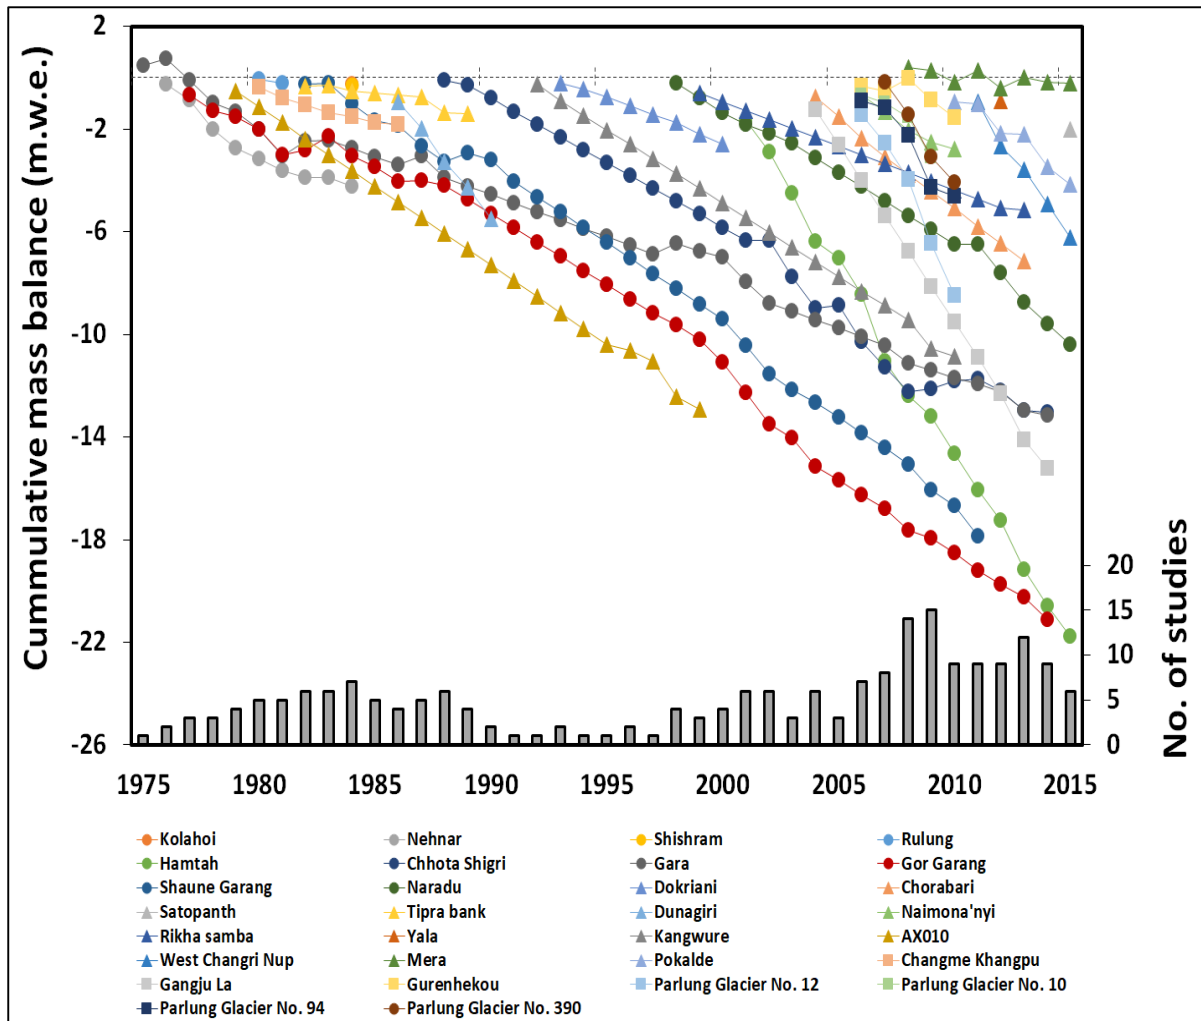 Cummulative mass balance (m.w.e.)
2
-2
-6
-10
-14
-18
-22
-26
20
15
10
5
0
No. of studies
1975 1980 1985 1990 1995 2000 2005 2010 2015
Kolahoi Nehnar Shishram Rulung
Hamtah Chhota Shigri Gara Gor Garang
Shaune Garang Naradu Dokriani Chorabari
Satopanth Tipra bank Dunagiri Naimona'nyi
Rikha samba Yala Kangwure AX010
West Changri Nup Mera Pokalde Changme Khangpu
Gangju La Gurenhekou Parlung Glacier No. 12 Parlung Glacier No. 10
Parlung Glacier No. 94 Parlung Glacier No. 390